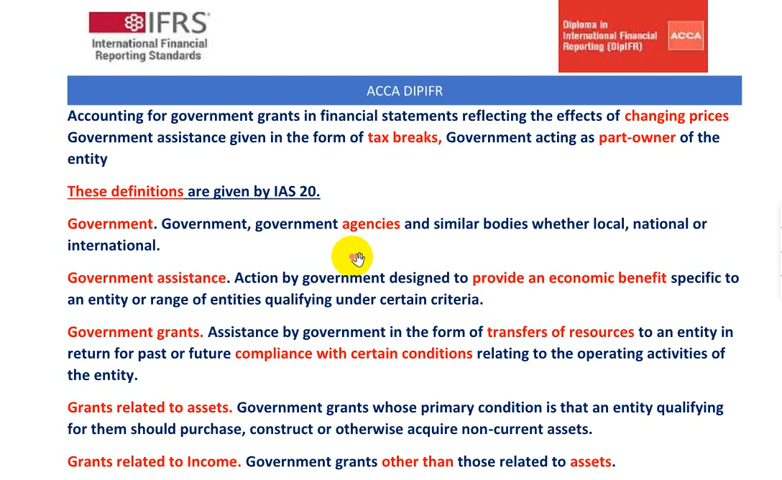 IFRS
International Financial
Reporting Standards
Diploma in
International Financial
Reporting (DipIFR)
ACCA
ACCA DIPIFR
Accounting for government grants in financial statements reflecting the effects of changing prices
Government assistance given in the form of tax breaks, Government acting as part-owner of the
entity
These definitions are given by IAS 20.
Government. Government, government agencies and similar bodies whether local, national or
international.
Government assistance. Action by government designed to provide an economic benefit specific to
an entity or range of entities qualifying under certain criteria.
Government grants. Assistance by government in the form of transfers of resources to an entity in
return for past or future compliance with certain conditions relating to the operating activities of
the entity.
Grants related to assets. Government grants whose primary condition is that an entity qualifying
for them should purchase, construct or otherwise acquire non-current assets.
Grants related to Income. Government grants other than those related to assets.